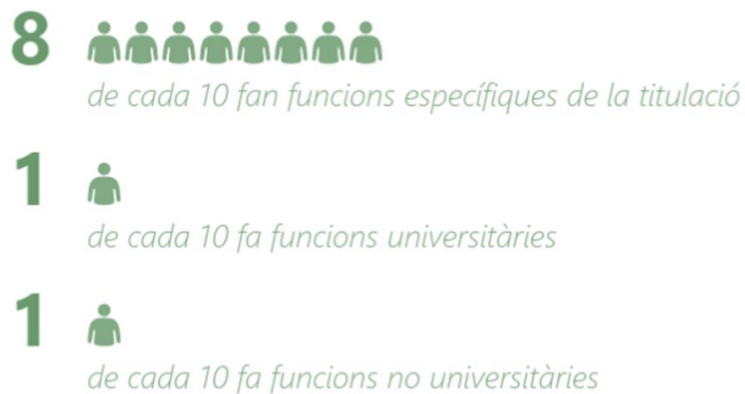 8
de cada 10 fan funcions específiques de la titulació
1
de cada 10 fa funcions universitàries
1
de cada 10 fa funcions no universitàries